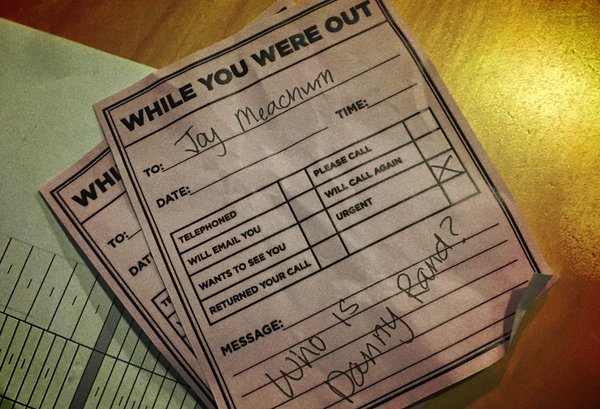 WHILE YOU WERE OUT
TO: Joy Meachum
DATE: TIME:
TELEPHONED PLEASE CALL
WILL EMAIL YOU WILL CALL AGAIN
WANTS TO SEE YOU URGENT
RETURNED YOUR CALL
MESSAGE:
Who is
Danny Rand?
WHI
TO:
DAT